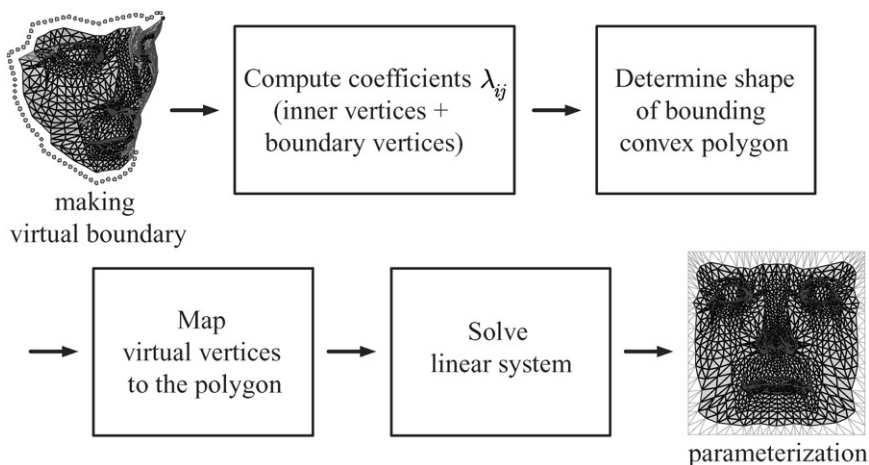 making
virtual boundary
Compute coefficients λij
(inner vertices +
boundary vertices)
Determine shape
of bounding
convex polygon
Map
virtual vertices
to the polygon
Solve
linear system
parameterization